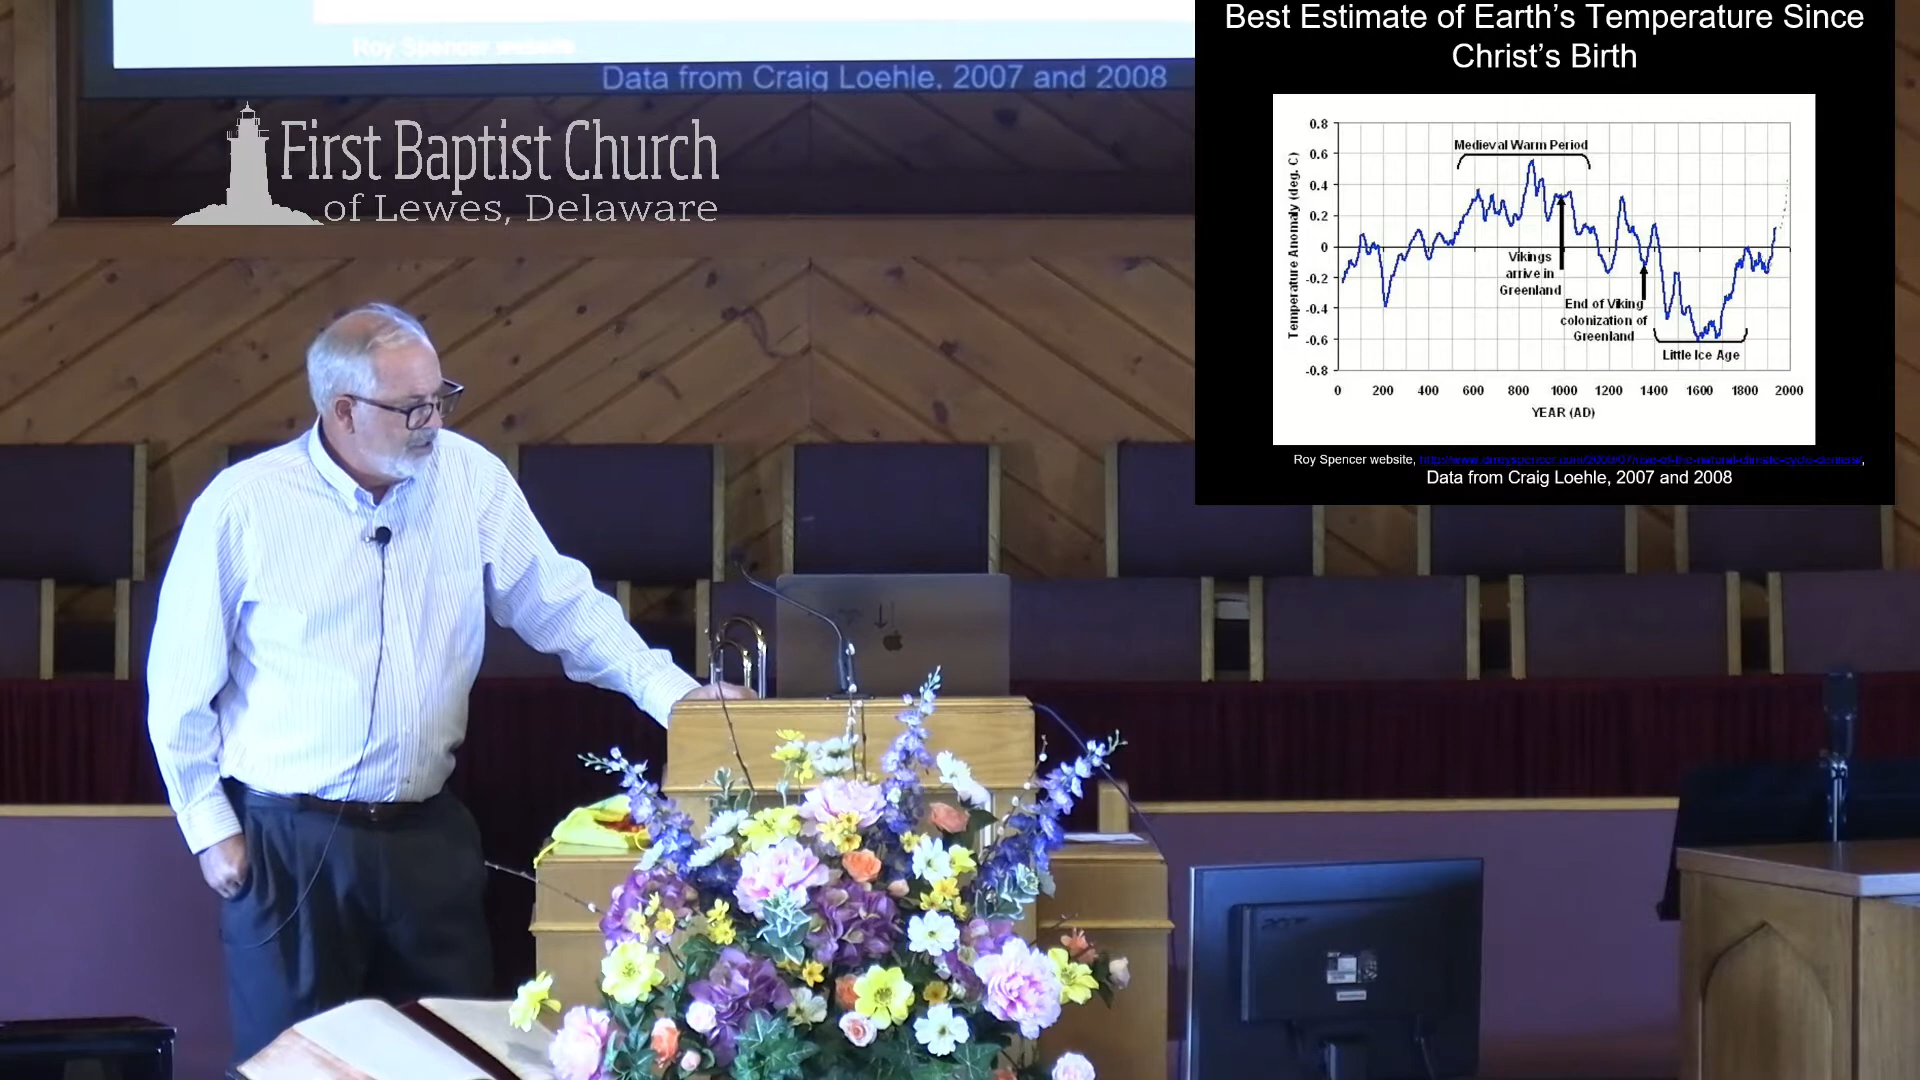 Roy Spencer website
Data from Craig Loehle, 2007 and 2008
First Baptist Church
of Lewes, Delaware
Best Estimate of Earth's Temperature Since
Christ's Birth
0.8
0.6
0.4
0.2
0
-0.2
-0.4
-0.6
-0.8
Temperature Anomaly (deg. C)
Medieval Warm Period
Vikings
arrive in
Greenland
End of Viking
colonization of
Greenland
Little Ice Age
0 200 400 600 800 1000 1200 1400 1600 1800 2000
YEAR (AD)
Roy Spencer website,
Data from Craig Loehle, 2007 and 2008
acer